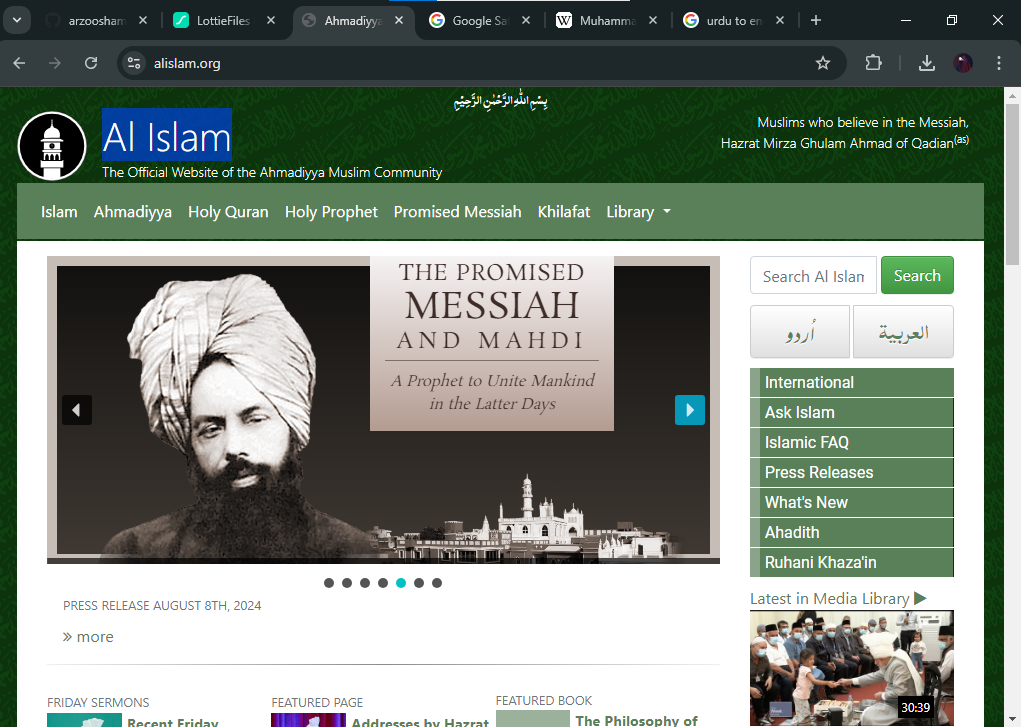 arzoosham
LottieFiles
Ahmadiyya
Google Sa
Muhamma
urdu to en
alislam.org
بِسْمِ اللّٰهِ الرَّحْمٰنِ الرَّحِيْمِ
Al Islam
The Official Website of the Ahmadiyya Muslim Community
Muslims who believe in the Messiah,
Hazrat Mirza Ghulam Ahmad of Qadian(as)
Islam Ahmadiyya Holy Quran Holy Prophet Promised Messiah Khilafat Library
THE PROMISED
MESSIAH
AND MAHDI
A Prophet to Unite Mankind
in the Latter Days
Search Al Islam
Search
اُردو
العربية
International
Ask Islam
Islamic FAQ
Press Releases
What's New
Ahadith
Ruhani Khaza'in
Latest in Media Library
30:39
PRESS RELEASE AUGUST 8TH, 2024
» more
FRIDAY SERMONS
Recent Friday
FEATURED PAGE
Addresses by Hazrat
FEATURED BOOK
The Philosophy of